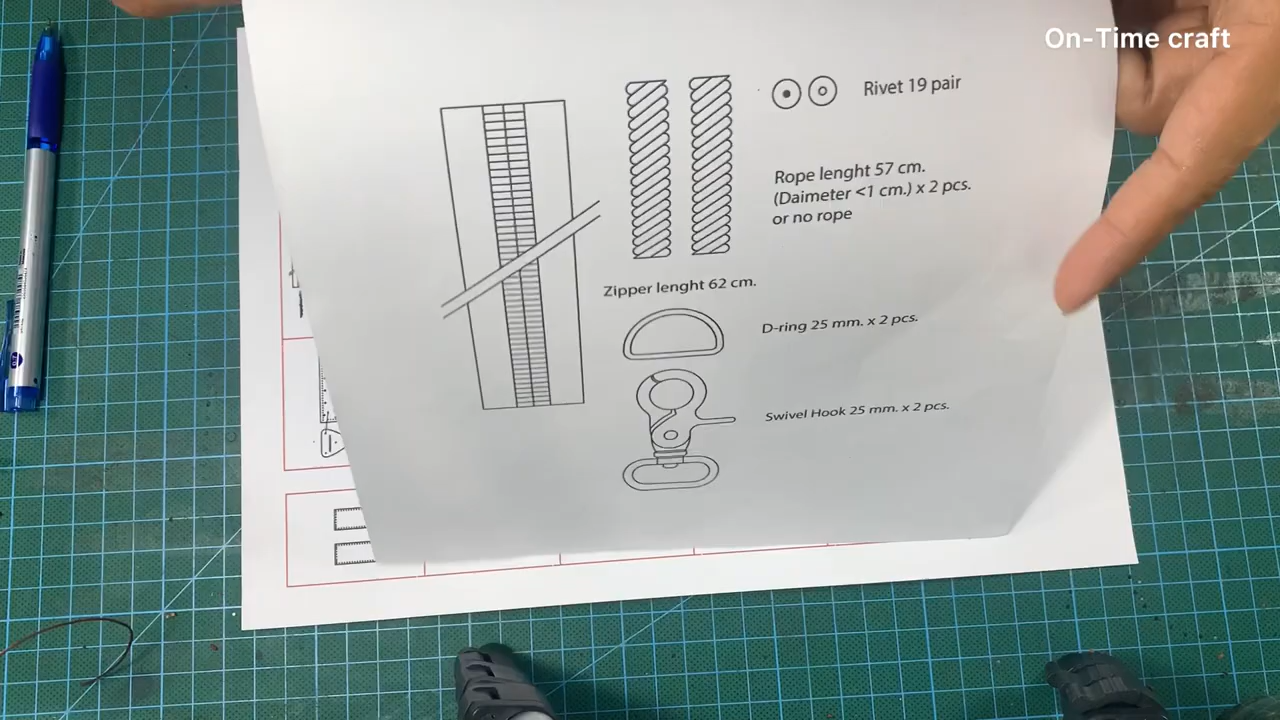 On-Time craft
Rivet 19 pair
Rope lenght 57 cm.
(Daimeter <1 cm.) x 2 pcs.
or no rope
Zipper lenght 62 cm.
D-ring 25 mm. x 2 pcs.
Swivel Hook 25 mm. x 2 pcs.